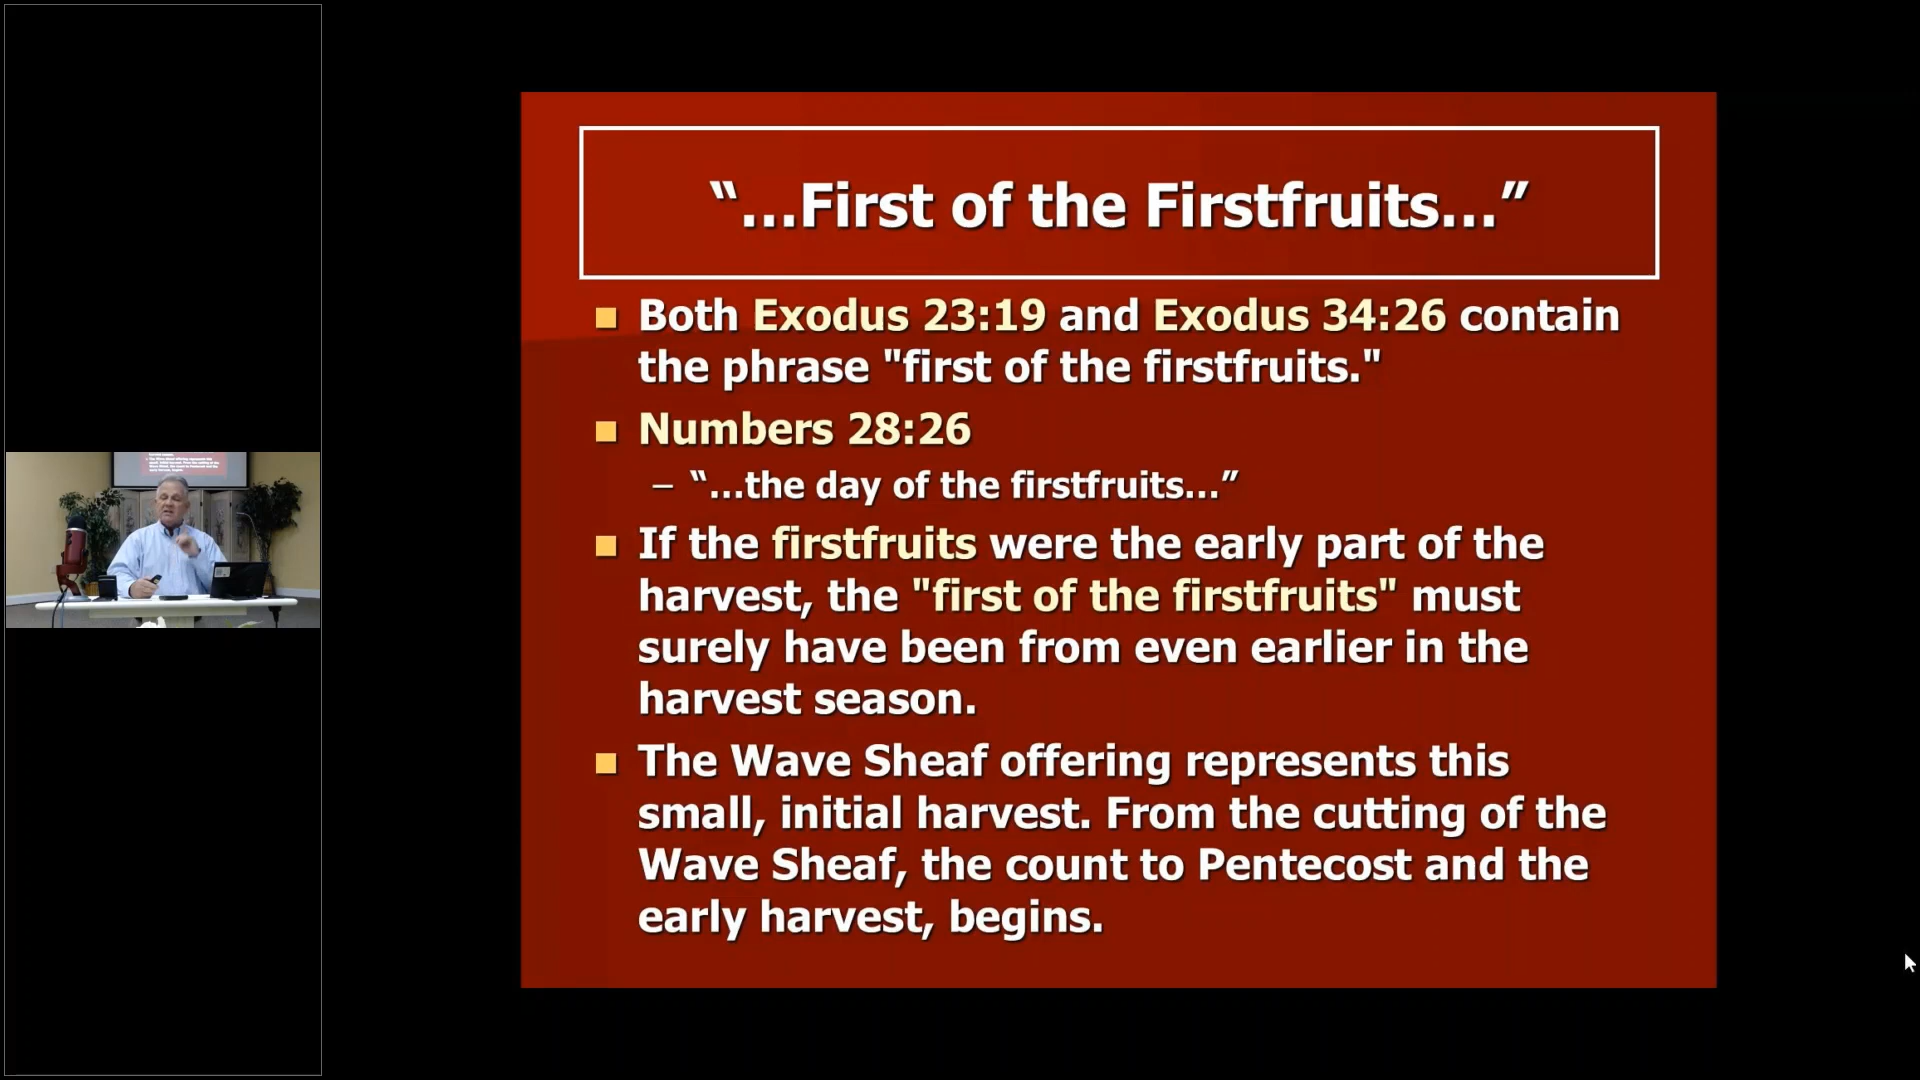 “…First of the Firstfruits…”
■ Both Exodus 23:19 and Exodus 34:26 contain
the phrase "first of the firstfruits."
■ Numbers 28:26
– “…the day of the firstfruits…”
■ If the firstfruits were the early part of the
harvest, the "first of the firstfruits" must
surely have been from even earlier in the
harvest season.
■ The Wave Sheaf offering represents this
small, initial harvest. From the cutting of the
Wave Sheaf, the count to Pentecost and the
early harvest, begins.